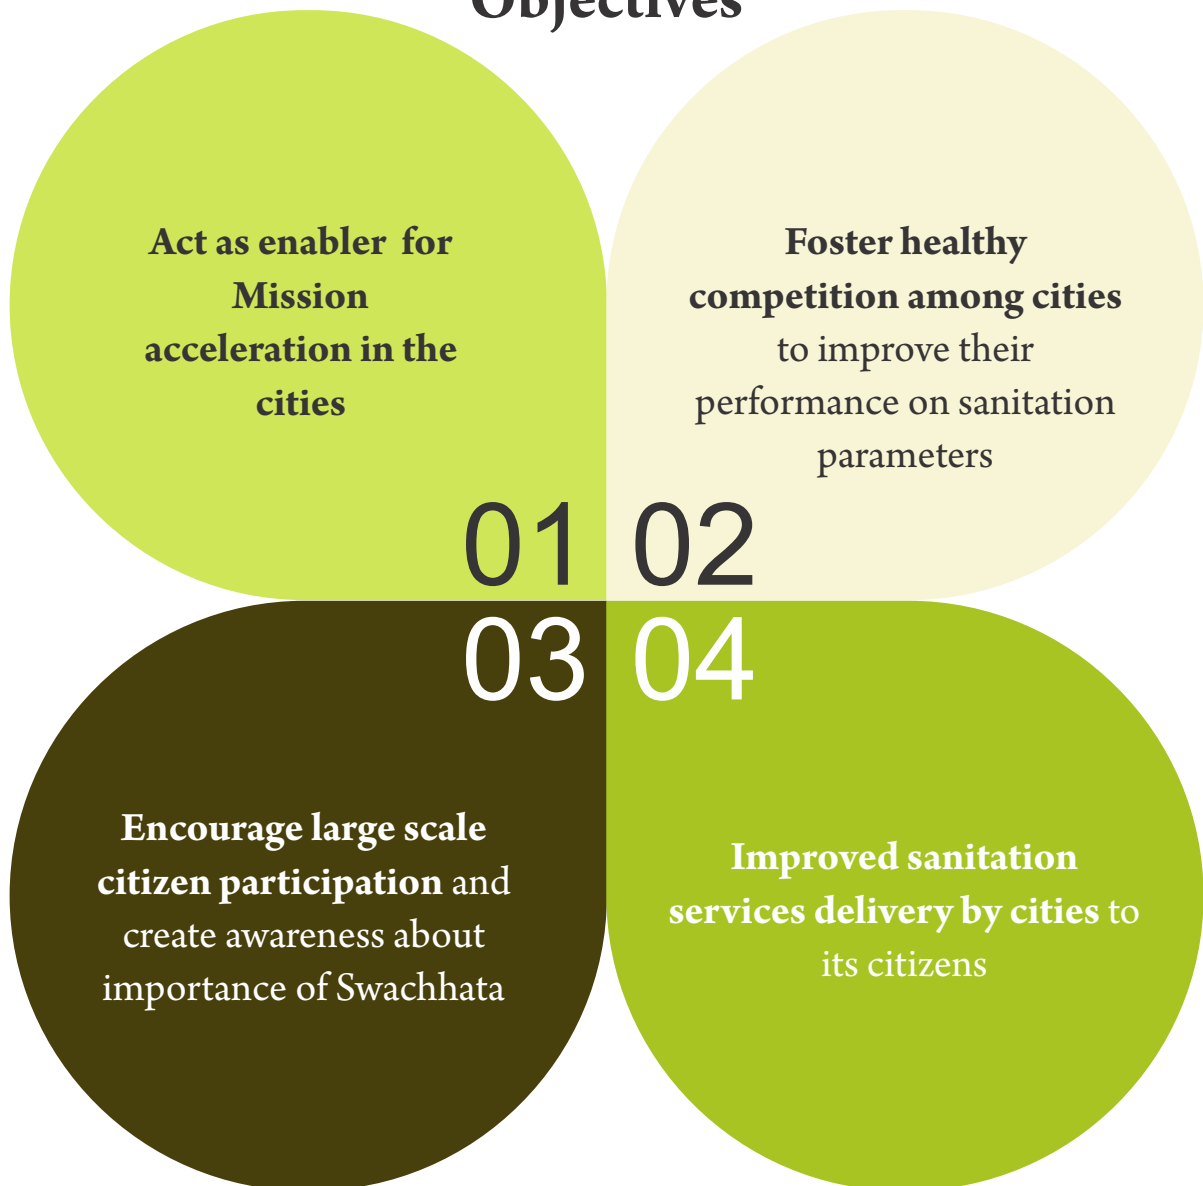 Objectives
Act as enabler for
Mission
acceleration in the
cities
01
Foster healthy
competition among cities
to improve their
performance on sanitation
parameters
02
03
Encourage large scale
citizen participation and
create awareness about
importance of Swachhata
04
Improved sanitation
services delivery by cities to
its citizens